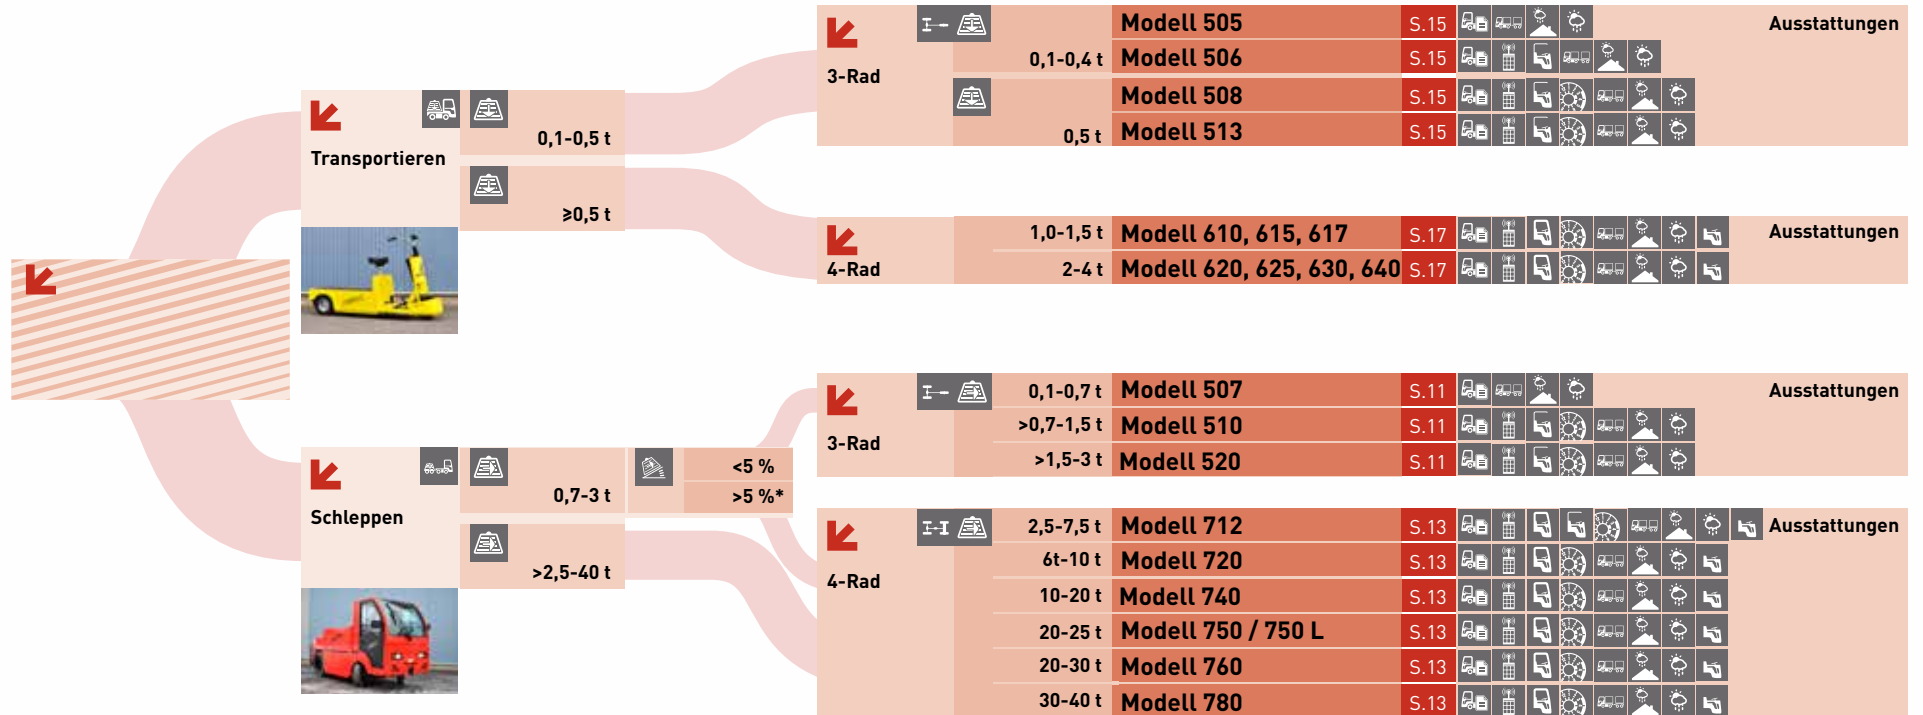 Transportieren
0,1-0,5 t
≥0,5 t
3-Rad
Modell 505 S.15 Ausstattungen
0,1-0,4 t Modell 506 S.15
Modell 508 S.15
0,5 t Modell 513 S.15
4-Rad
1,0-1,5 t Modell 610, 615, 617 S.17 Ausstattungen
2-4 t Modell 620, 625, 630, 640 S.17
Schleppen
0,7-3 t
<5 %
>5 %*
>2,5-40 t
3-Rad
0,1-0,7 t Modell 507 S.11 Ausstattungen
>0,7-1,5 t Modell 510 S.11
>1,5-3 t Modell 520 S.11
4-Rad
2,5-7,5 t Modell 712 S.13 Ausstattungen
6t-10 t Modell 720 S.13
10-20 t Modell 740 S.13
20-25 t Modell 750 / 750 L S.13
20-30 t Modell 760 S.13
30-40 t Modell 780 S.13